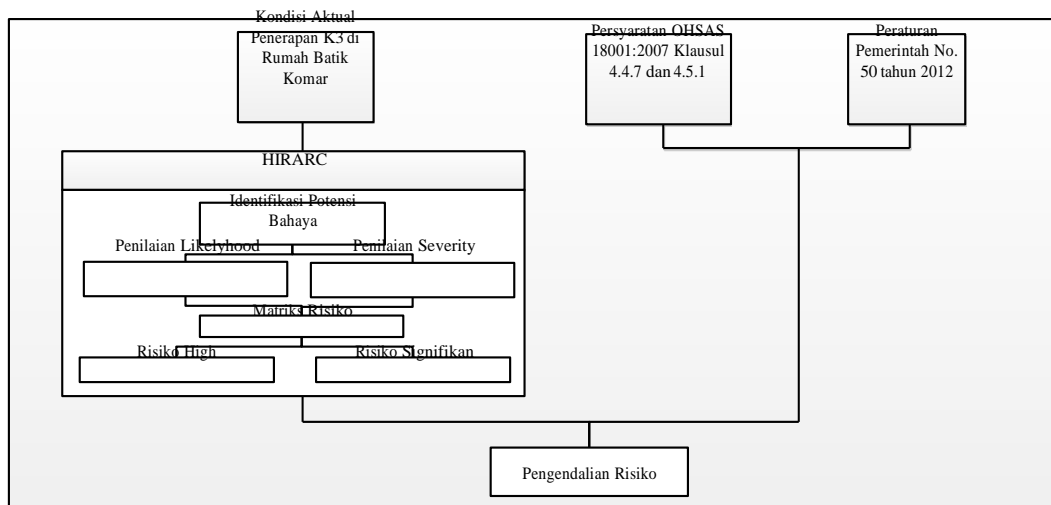 Kondisi Aktual
Penerapan K3 di
Rumah Batik
Komar
Persyaratan OHSAS
18001:2007 Klausul
4.4.7 dan 4.5.1
Peraturan
Pemerintah No.
50 tahun 2012
HIRARC
Identifikasi Potensi
Bahaya
Penilaian Likelyhood
Penilaian Severity
Matriks Risiko
Risiko High
Risiko Signifikan
Pengendalian Risiko